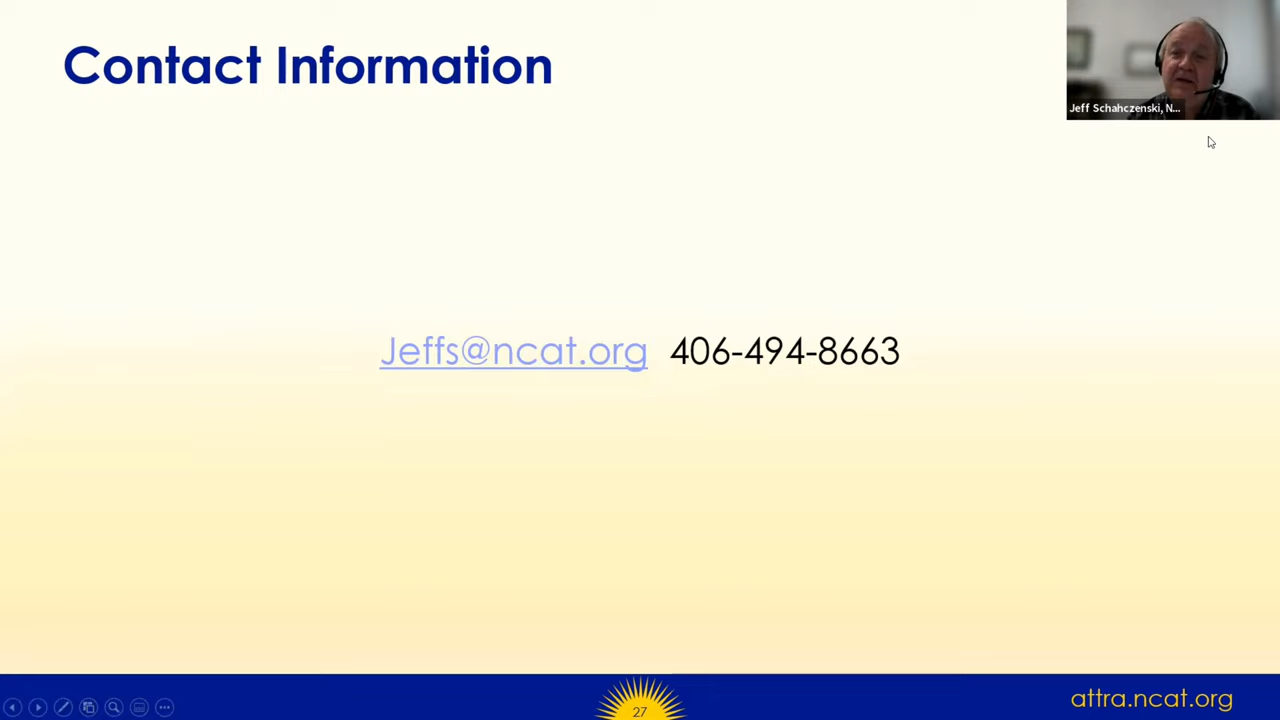 Contact Information
Jeff Schahczenski, N...
Jeffs@ncat.org 406-494-8663
27
attra.ncat.org